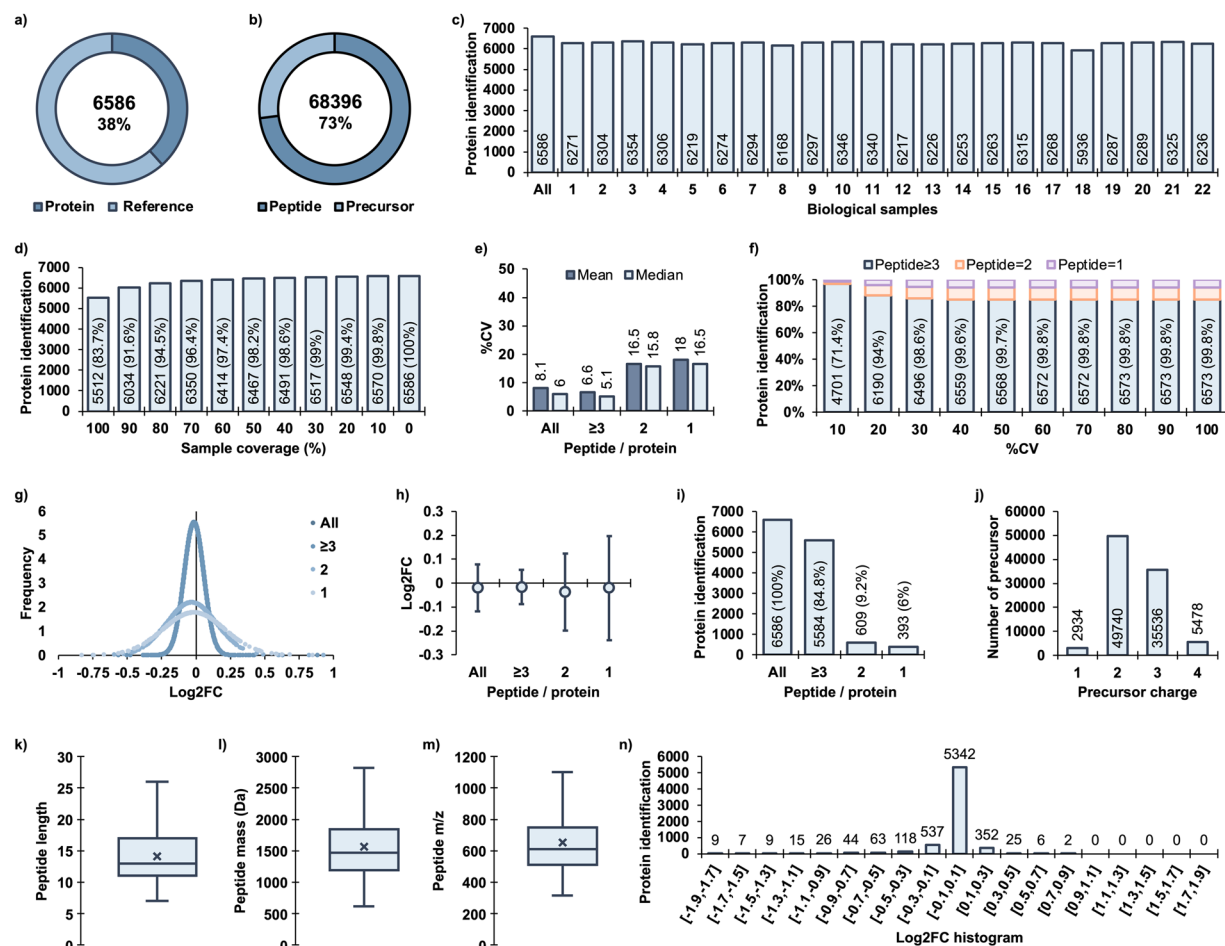 a)
6586
38%
Protein Reference
b)
68396
73%
Peptide Precursor
c)
Protein identification
7000
6000
5000
4000
3000
2000
1000
0
6586 6271 6304 6354 6306 6219 6274 6294 6168 6297 6346 6340 6217 6226 6253 6263 6315 6268 5936 6287 6289 6325 6236
All 1 2 3 4 5 6 7 8 9 10 11 12 13 14 15 16 17 18 19 20 21 22
Biological samples
d)
Protein identification
7000
6000
5000
4000
3000
2000
1000
0
5512 (83.7%)
6034 (91.6%)
6221 (94.5%)
6350 (96.4%)
6414 (97.4%)
6467 (98.2%)
6491 (98.6%)
6517 (99%)
6548 (99.4%)
6570 (99.8%)
6586 (100%)
100 90 80 70 60 50 40 30 20 10 0
Sample coverage (%)
e)
Mean Median
%CV
50
40
30
20
10
0
8.1 6 6.6 5.1 16.5 15.8 18 16.5
All ≥3 2 1
Peptide / protein
f)
Peptide≥3 Peptide=2 Peptide=1
Protein identification
100%
80%
60%
40%
20%
0%
4701 (71.4%)
6190 (94%)
6496 (98.6%)
6559 (99.6%)
6568 (99.7%)
6572 (99.8%)
6572 (99.8%)
6573 (99.8%)
6573 (99.8%)
6573 (99.8%)
10 20 30 40 50 60 70 80 90 100
%CV
g)
Frequency
6
5
4
3
2
1
0
All
≥3
2
1
-1 -0.75 -0.5 -0.25 0 0.25 0.5 0.75 1
Log2FC
h)
Log2FC
0.3
0.2
0.1
0
-0.1
-0.2
-0.3
All ≥3 2 1
Peptide / protein
i)
Protein identification
7000
6000
5000
4000
3000
2000
1000
0
6586 (100%)
5584 (84.8%)
609 (9.2%)
393 (6%)
All ≥3 2 1
Peptide / protein
j)
Number of precursor
60000
50000
40000
30000
20000
10000
0
2934
49740
35536
5478
1 2 3 4
Precursor charge
k)
Peptide length
30
25
20
15
10
5
0
l)
Peptide mass (Da)
3000
2500
2000
1500
1000
500
0
m)
Peptide m/z
1200
1000
800
600
400
200
0
n)
Protein identification
6000
5000
4000
3000
2000
1000
0
9 7 9 15 26 44 63 118 537 5342 352 25 6 2 0 0 0 0 0
[-1.9,-1.7] [-1.7,-1.5] [-1.5,-1.3] [-1.3,-1.1] [-1.1,-0.9] [-0.9,-0.7] [-0.7,-0.5] [-0.5,-0.3] [-0.3,-0.1] [-0.1,0.1] [0.1,0.3] [0.3,0.5] [0.5,0.7] [0.7,0.9] [0.9,1.1] [1.1,1.3] [1.3,1.5] [1.5,1.7] [1.7,1.9]
Log2FC histogram